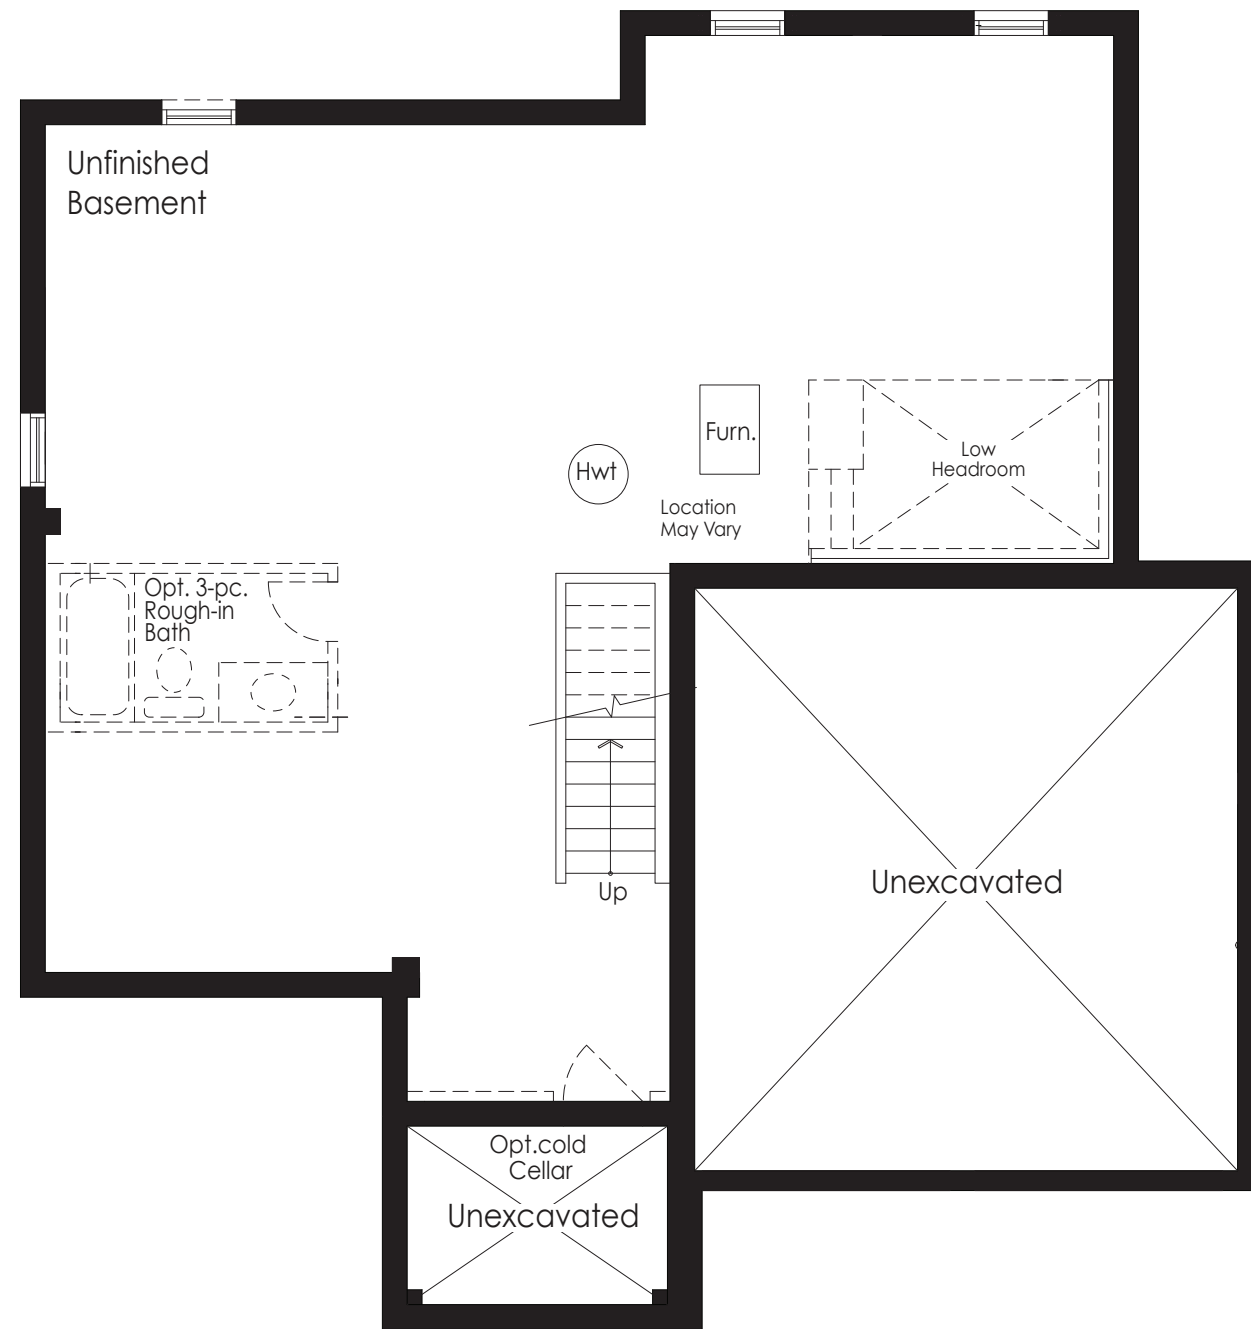 Unfinished
Basement
Furn.
Hwt
Low
Headroom
Location
May Vary
Opt. 3-pc.
Rough-in
Bath
Up
Unexcavated
Opt.cold
Cellar
Unexcavated